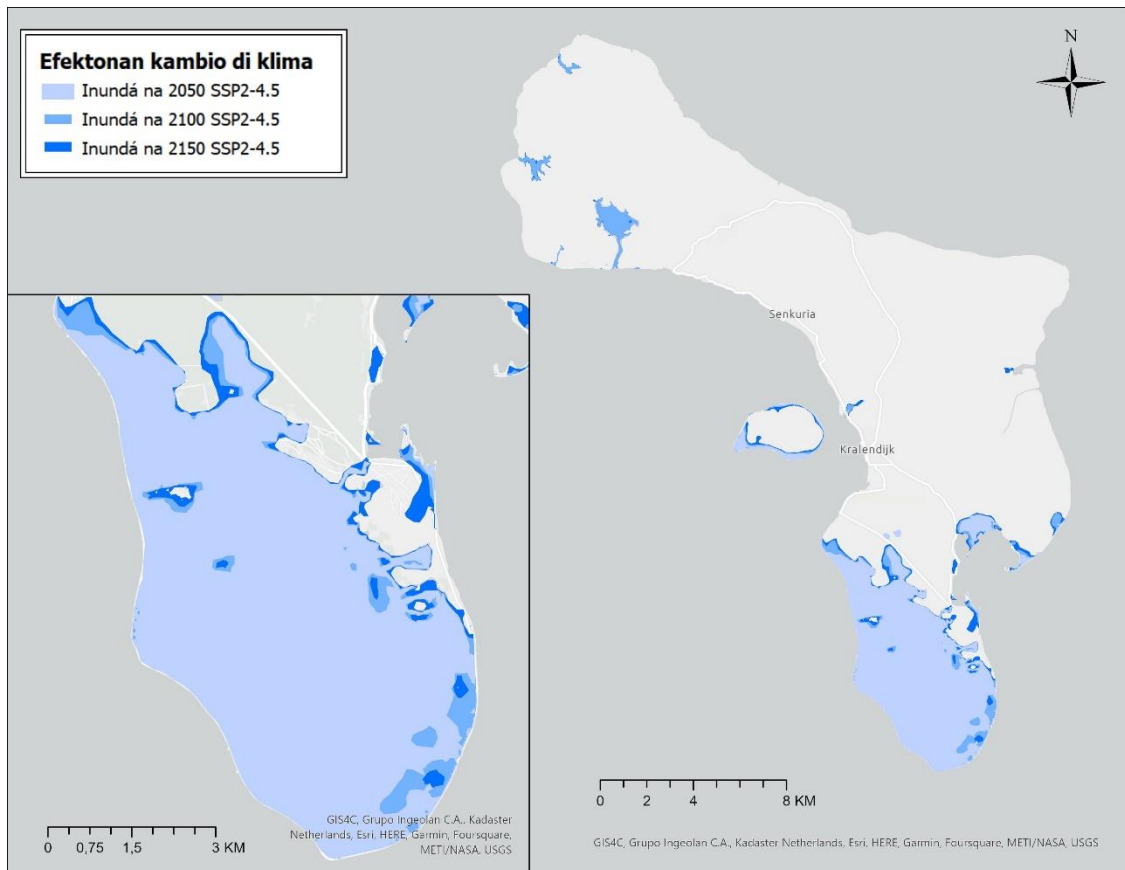 Efektonan kambio di klima
Inundá na 2050 SSP2-4.5
Inundá na 2100 SSP2-4.5
Inundá na 2150 SSP2-4.5
N
Senkuria
Kralendijk
0 2 4 8 KM
GIS4C, Grupo Ingeolan C.A., Kadaster Netherlands, Esri, HERE, Garmin, Foursquare, METI/NASA, USGS
0 0,75 1,5 3 KM
GIS4C, Grupo Ingeolan C.A., Kadaster
Netherlands, Esri, HERE, Garmin, Foursquare,
METI/NASA, USGS